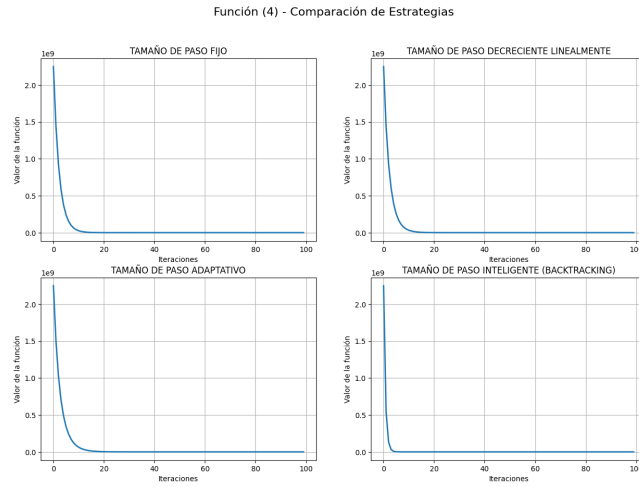 Función (4) - Comparación de Estrategias
TAMAÑO DE PASO FIJO
1e9
Valor de la función
2.0
1.5
1.0
0.5
0.0
0 20 40 60 80 100
Iteraciones
TAMAÑO DE PASO DECRECIENTE LINEALMENTE
1e9
Valor de la función
2.0
1.5
1.0
0.5
0.0
0 20 40 60 80 100
Iteraciones
TAMAÑO DE PASO ADAPTATIVO
1e9
Valor de la función
2.0
1.5
1.0
0.5
0.0
0 20 40 60 80 100
Iteraciones
TAMAÑO DE PASO INTELIGENTE (BACKTRACKING)
1e9
Valor de la función
2.0
1.5
1.0
0.5
0.0
0 20 40 60 80 100
Iteraciones